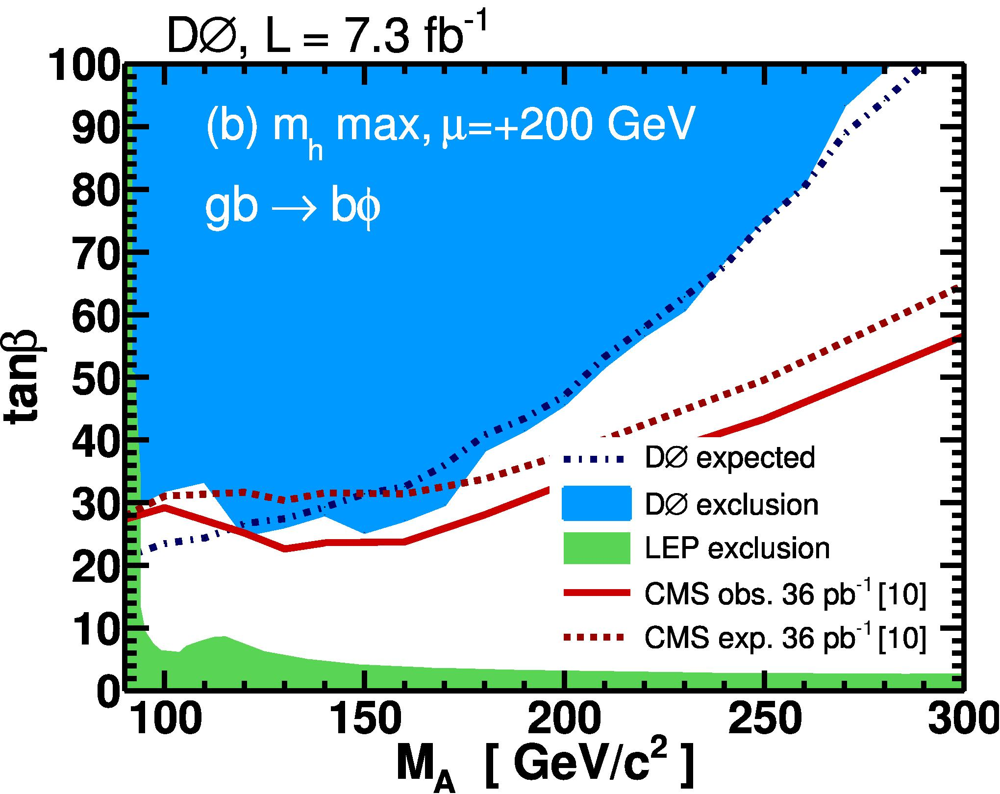 DØ, L = 7.3 fb⁻¹
100
90
80
70
60
50
40
30
20
10
0
tanβ
(b) mₕ max, μ=+200 GeV
gb → bϕ
DØ expected
DØ exclusion
LEP exclusion
CMS obs. 36 pb⁻¹ [10]
CMS exp. 36 pb⁻¹ [10]
100 150 200 250 300
M_A [ GeV/c² ]